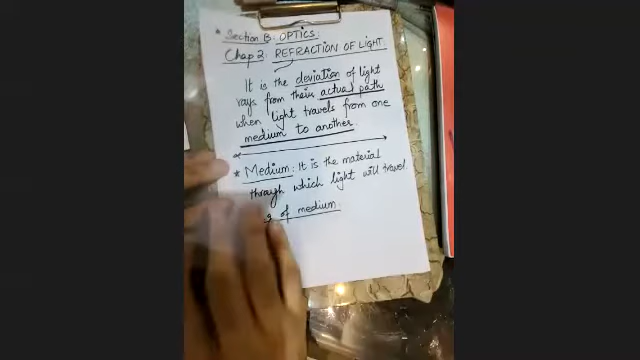 * Section B: OPTICS:
Chap 2: REFRACTION OF LIGHT.
It is the deviation of light
rays from their actual path
when light travels from one
medium to another.
* Medium: It is the material
through which light will travel.
of medium.